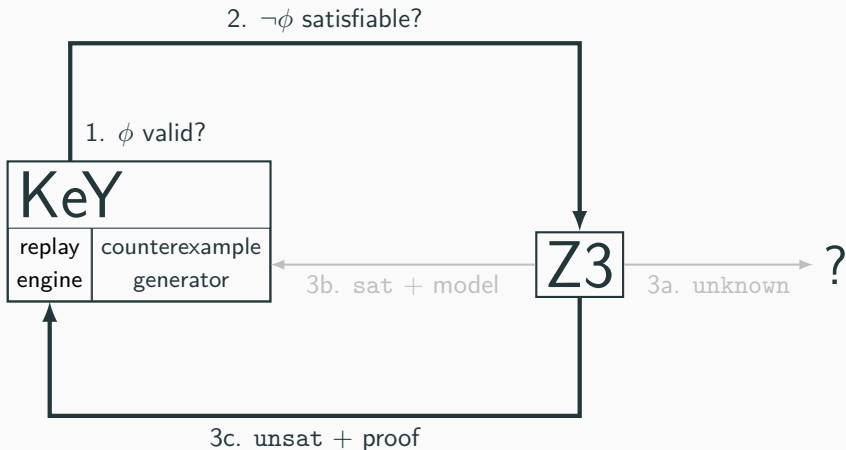 2. ¬ϕ satisfiable?
1. ϕ valid?
KeY
replay
engine
counterexample
generator
3b. sat + model
Z3
3a. unknown
?
3c. unsat + proof